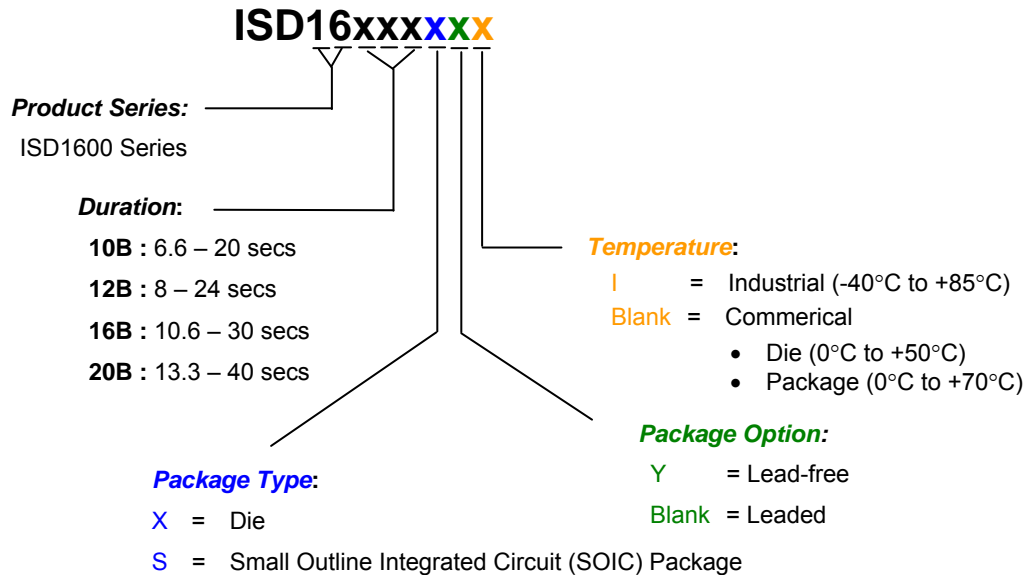 ISD16xxxxxx
Product Series:
ISD1600 Series
Duration:
10B : 6.6 – 20 secs
12B : 8 – 24 secs
16B : 10.6 – 30 secs
20B : 13.3 – 40 secs
Temperature:
I = Industrial (-40°C to +85°C)
Blank = Commerical
• Die (0°C to +50°C)
• Package (0°C to +70°C)
Package Option:
Y = Lead-free
Blank = Leaded
Package Type:
X = Die
S = Small Outline Integrated Circuit (SOIC) Package